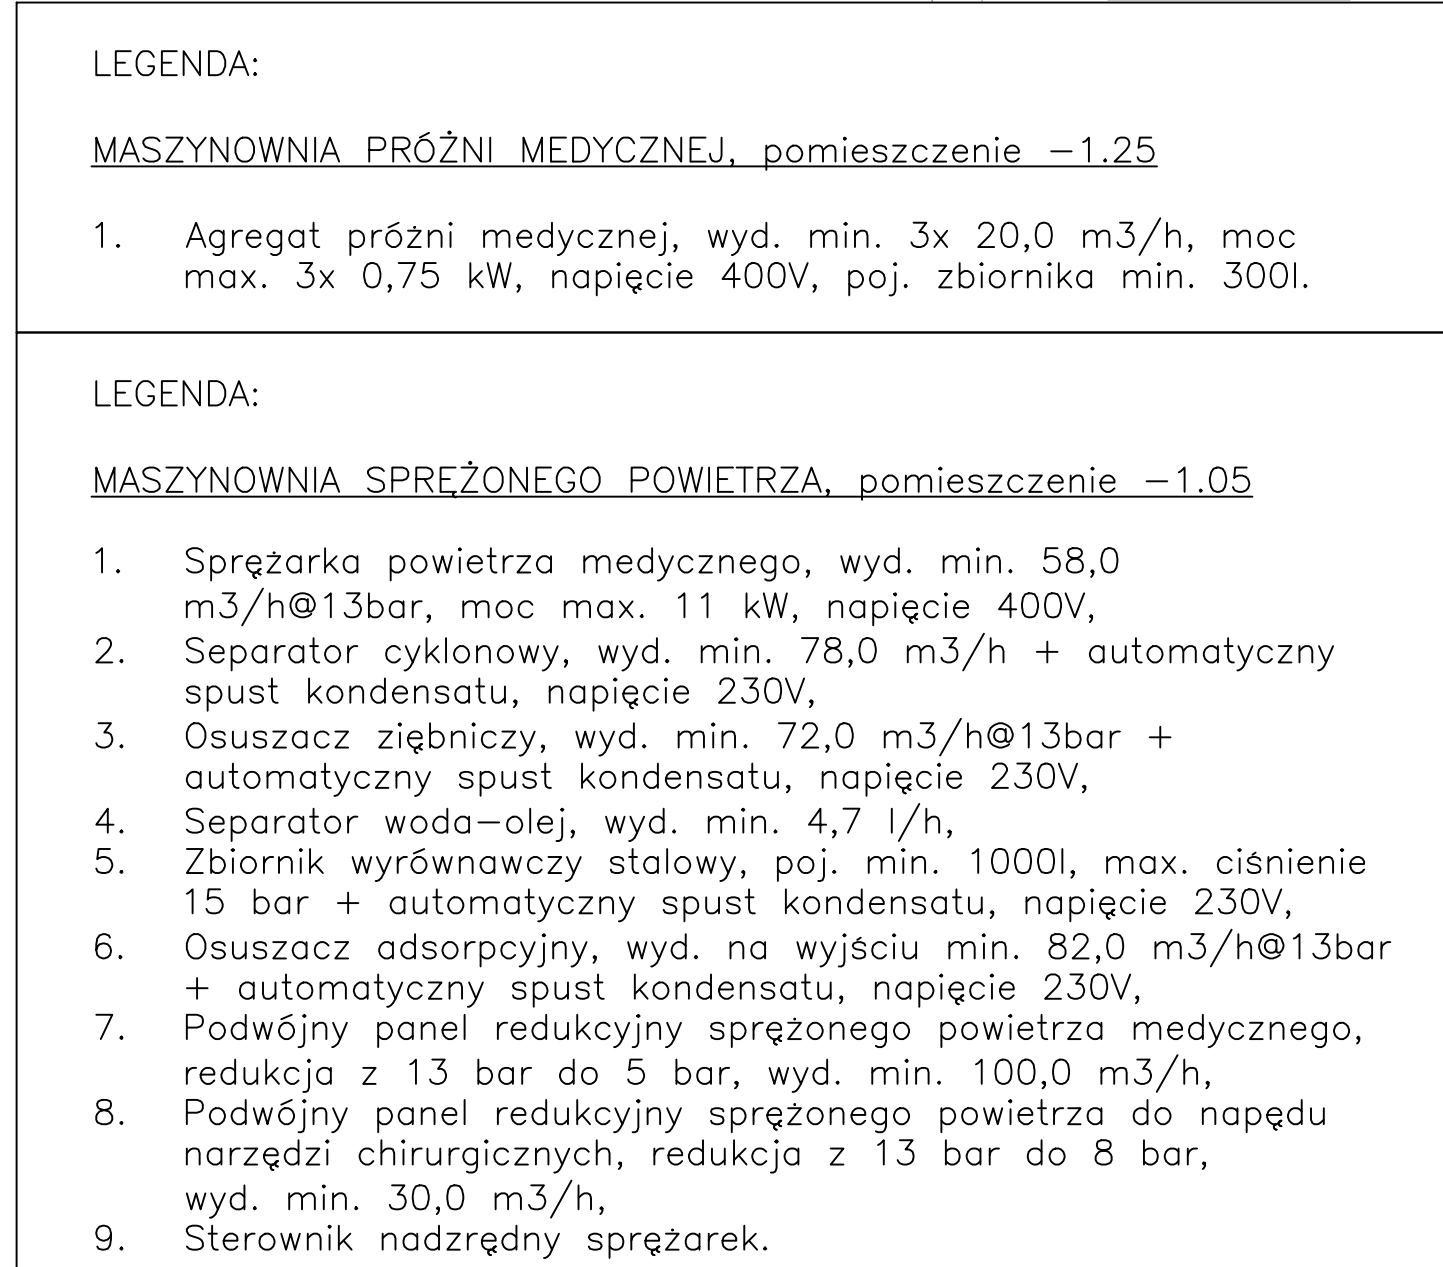 LEGENDA:
MASZYNOWNIA PRÓŻNI MEDYCZNEJ, pomieszczenie -1.25
1. Agregat próżni medycznej, wyd. min. 3x 20,0 m3/h, moc
max. 3x 0,75 kW, napięcie 400V, poj. zbiornika min. 300l.
LEGENDA:
MASZYNOWNIA SPRĘŻONEGO POWIETRZA, pomieszczenie -1.05
1. Sprężarka powietrza medycznego, wyd. min. 58,0
m3/h@13bar, moc max. 11 kW, napięcie 400V,
2. Separator cyklonowy, wyd. min. 78,0 m3/h + automatyczny
spust kondensatu, napięcie 230V,
3. Osuszacz ziębniczy, wyd. min. 72,0 m3/h@13bar +
automatyczny spust kondensatu, napięcie 230V,
4. Separator woda-olej, wyd. min. 4,7 l/h,
5. Zbiornik wyrównawczy stalowy, poj. min. 1000l, max. ciśnienie
15 bar + automatyczny spust kondensatu, napięcie 230V,
6. Osuszacz adsorpcyjny, wyd. na wyjściu min. 82,0 m3/h@13bar
+ automatyczny spust kondensatu, napięcie 230V,
7. Podwójny panel redukcyjny sprężonego powietrza medycznego,
redukcja z 13 bar do 5 bar, wyd. min. 100,0 m3/h,
8. Podwójny panel redukcyjny sprężonego powietrza do napędu
narzędzi chirurgicznych, redukcja z 13 bar do 8 bar,
wyd. min. 30,0 m3/h,
9. Sterownik nadzrędny sprężarek.